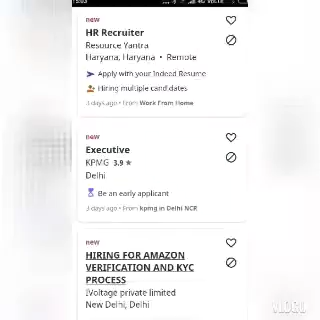 new
HR Recruiter
Resource Yantra
Haryana, Haryana • Remote
Apply with your Indeed Resume
Hiring multiple candidates
3 days ago • From Work From Home
new
Executive
KPMG 3.9 ★
Delhi
Be an early applicant
3 days ago • From kpmg in Delhi NCR
new
HIRING FOR AMAZON
VERIFICATION AND KYC
PROCESS
iVoltage private limited
New Delhi, Delhi